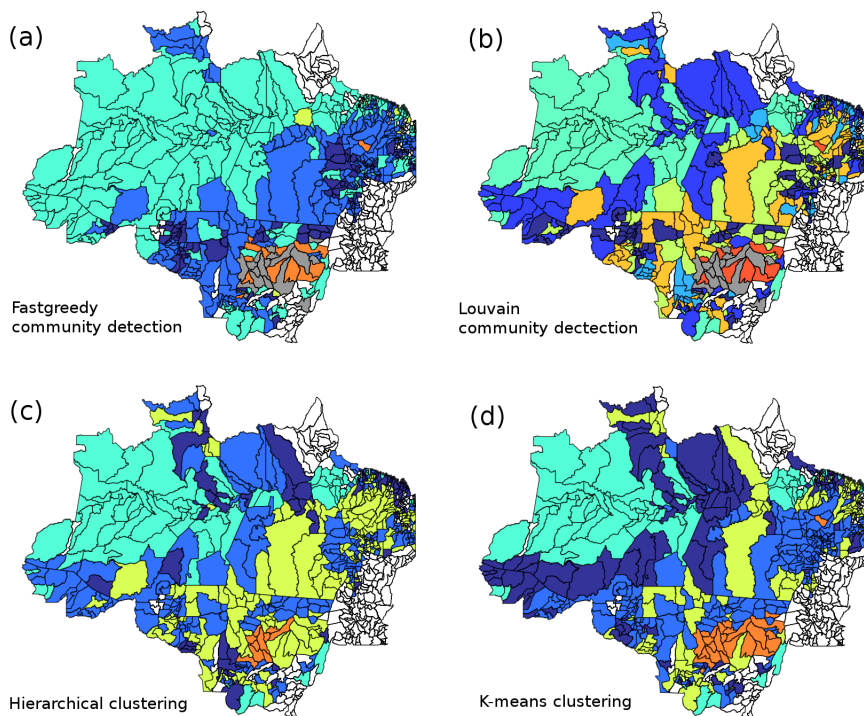 (a)
(b)
Fastgreedy
community detection
Louvain
community dectection
(c)
(d)
Hierarchical clustering
K-means clustering